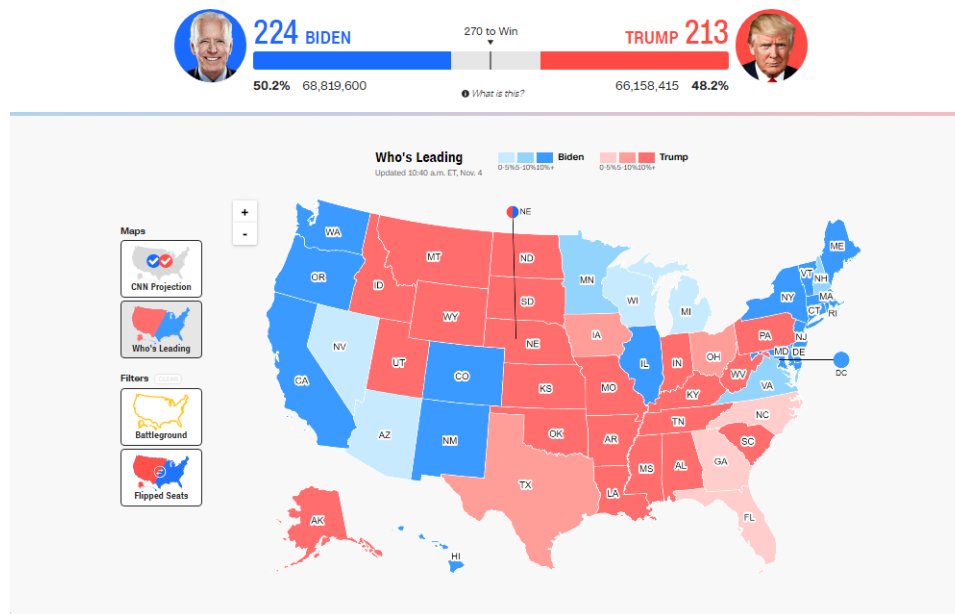 224 BIDEN
270 to Win
TRUMP 213
50.2% 68,819,600
What is this?
66,158,415 48.2%
Who's Leading
Updated 10:40 a.m. ET, Nov. 4
0-5%5-10%10%+
Biden
0-5%5-10%10%+
Trump
+
-
Maps
CNN Projection
Who's Leading
Filters
CLEAR
Battleground
Flipped Seats
NE
WA
MT
ND
MN
ME
VT
NH
OR
ID
SD
WI
MI
NY
MA
CT
RI
WY
NV
UT
NE
IA
IL
IN
OH
PA
NJ
MD
DE
DC
CA
CO
KS
MO
KY
WV
VA
AZ
NM
OK
AR
TN
NC
SC
TX
LA
MS
AL
GA
FL
AK
HI